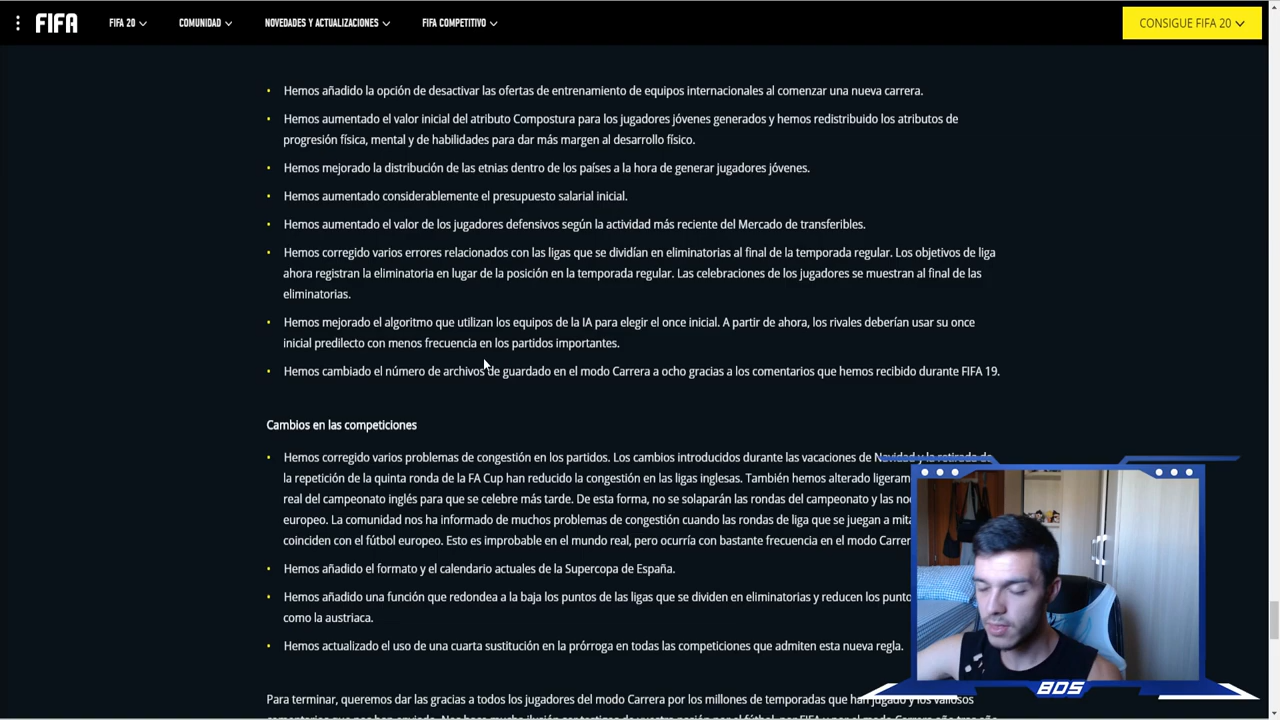 FIFA
FIFA 20
COMUNIDAD
NOVEDADES Y ACTUALIZACIONES
FIFA COMPETITIVO
CONSIGUE FIFA 20
• Hemos añadido la opción de desactivar las ofertas de entrenamiento de equipos internacionales al comenzar una nueva carrera.
• Hemos aumentado el valor inicial del atributo Compostura para los jugadores jóvenes generados y hemos redistribuido los atributos de
progresión física, mental y de habilidades para dar más margen al desarrollo físico.
• Hemos mejorado la distribución de las etnias dentro de los países a la hora de generar jugadores jóvenes.
• Hemos aumentado considerablemente el presupuesto salarial inicial.
• Hemos aumentado el valor de los jugadores defensivos según la actividad más reciente del Mercado de transferibles.
• Hemos corregido varios errores relacionados con las ligas que se dividían en eliminatorias al final de la temporada regular. Los objetivos de liga
ahora registran la eliminatoria en lugar de la posición en la temporada regular. Las celebraciones de los jugadores se muestran al final de las
eliminatorias.
• Hemos mejorado el algoritmo que utilizan los equipos de la IA para elegir el once inicial. A partir de ahora, los rivales deberían usar su once
inicial predilecto con menos frecuencia en los partidos importantes.
• Hemos cambiado el número de archivos de guardado en el modo Carrera a ocho gracias a los comentarios que hemos recibido durante FIFA 19.
Cambios en las competiciones
• Hemos corregido varios problemas de congestión en los partidos. Los cambios introducidos durante las vacaciones de Navidad y la retirada de
la repetición de la quinta ronda de la FA Cup han reducido la congestión en las ligas inglesas. También hemos alterado
real del campeonato inglés para que se celebre más tarde. De esta forma, no se solaparán las rondas del campeonato y las
europeo. La comunidad nos ha informado de muchos problemas de congestión cuando las rondas de liga que se juegan a
coinciden con el fútbol europeo. Esto es improbable en el mundo real, pero ocurría con bastante frecuencia en el modo
• Hemos añadido el formato y el calendario actuales de la Supercopa de España.
• Hemos añadido una función que redondea a la baja los puntos de las ligas que se dividen en eliminatorias y reducen los
como la austriaca.
• Hemos actualizado el uso de una cuarta sustitución en la prórroga en todas las competiciones que admiten esta nueva regla.
Para terminar, queremos dar las gracias a todos los jugadores del modo Carrera por los millones de temporadas que han jugado y los valiosos
BDS